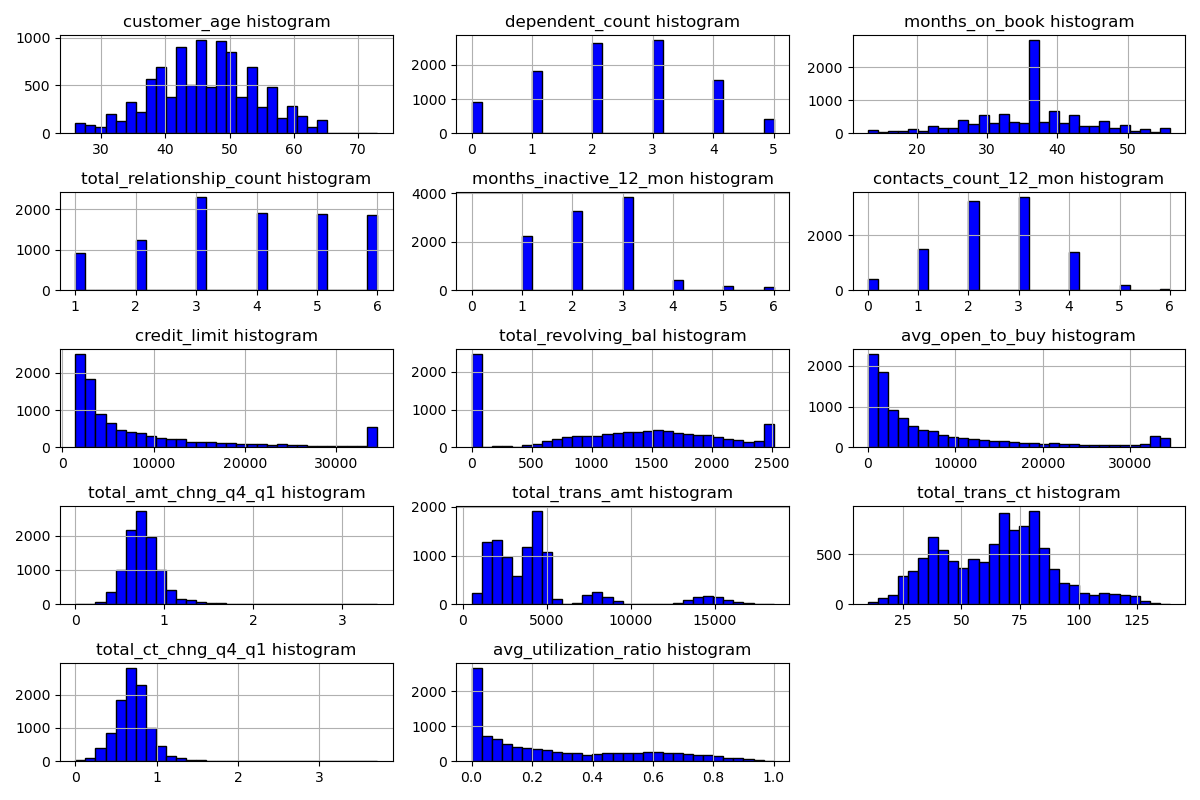 customer_age histogram
dependent_count histogram
months_on_book histogram
1000
500
0
30 40 50 60 70
2000
1000
0
0 1 2 3 4 5
2000
1000
0
20 30 40 50
total_relationship_count histogram
months_inactive_12_mon histogram
contacts_count_12_mon histogram
2000
1000
0
1 2 3 4 5 6
4000
2000
0
0 1 2 3 4 5 6
2000
0
0 1 2 3 4 5 6
credit_limit histogram
total_revolving_bal histogram
avg_open_to_buy histogram
2000
1000
0
0 10000 20000 30000
2000
1000
0
0 500 1000 1500 2000 2500
2000
1000
0
0 10000 20000 30000
total_amt_chng_q4_q1 histogram
total_trans_amt histogram
total_trans_ct histogram
2000
1000
0
0 1 2 3
2000
1000
0
0 5000 10000 15000
500
0
25 50 75 100 125
total_ct_chng_q4_q1 histogram
avg_utilization_ratio histogram
2000
1000
0
0 1 2 3
2000
1000
0
0.0 0.2 0.4 0.6 0.8 1.0